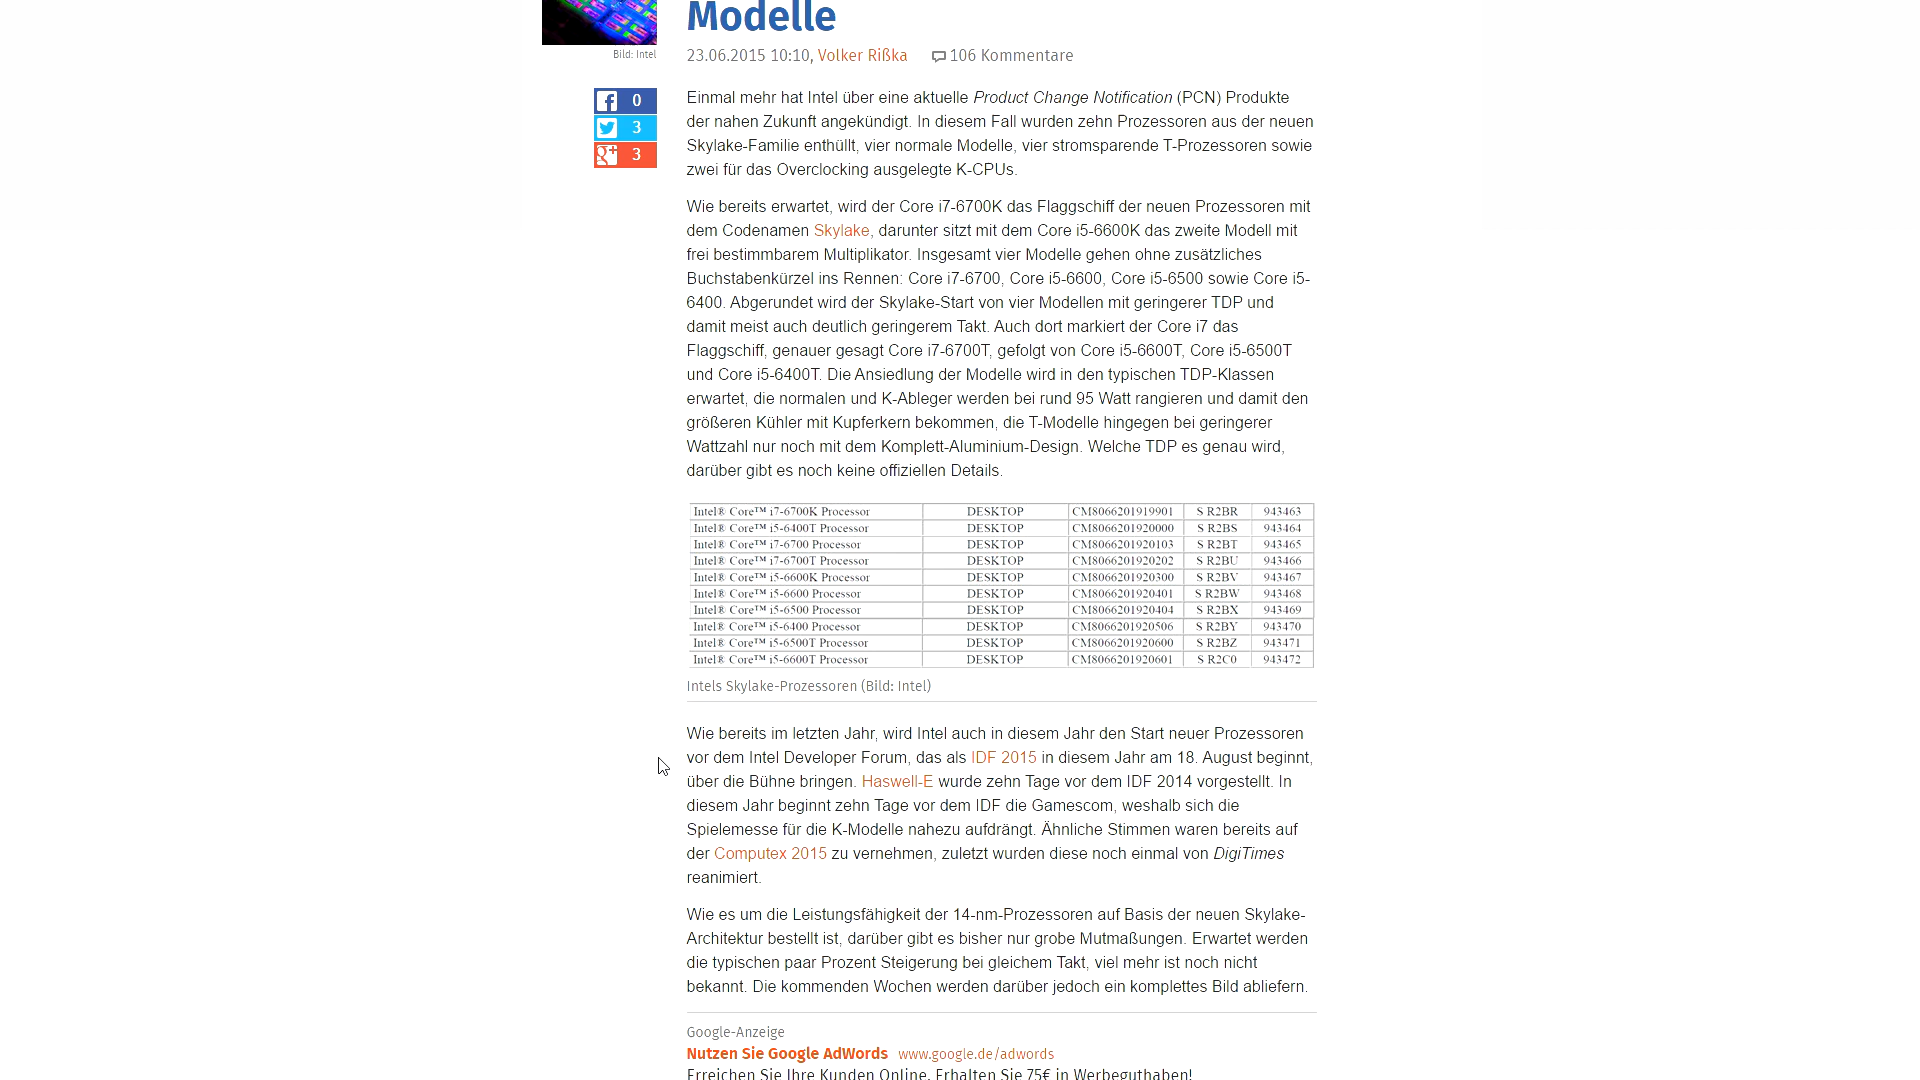 Modelle
Bild: Intel
23.06.2015 10:10, Volker Rißka 106 Kommentare
0
3
3
Einmal mehr hat Intel über eine aktuelle Product Change Notification (PCN) Produkte
der nahen Zukunft angekündigt. In diesem Fall wurden zehn Prozessoren aus der neuen
Skylake-Familie enthüllt, vier normale Modelle, vier stromsparende T-Prozessoren sowie
zwei für das Overclocking ausgelegte K-CPUs.
Wie bereits erwartet, wird der Core i7-6700K das Flaggschiff der neuen Prozessoren mit
dem Codenamen Skylake, darunter sitzt mit dem Core i5-6600K das zweite Modell mit
frei bestimmbarem Multiplikator. Insgesamt vier Modelle gehen ohne zusätzliches
Buchstabenkürzel ins Rennen: Core i7-6700, Core i5-6600, Core i5-6500 sowie Core i5-
6400. Abgerundet wird der Skylake-Start von vier Modellen mit geringerer TDP und
damit meist auch deutlich geringerem Takt. Auch dort markiert der Core i7 das
Flaggschiff, genauer gesagt Core i7-6700T, gefolgt von Core i5-6600T, Core i5-6500T
und Core i5-6400T. Die Ansiedlung der Modelle wird in den typischen TDP-Klassen
erwartet, die normalen und K-Ableger werden bei rund 95 Watt rangieren und damit den
größeren Kühler mit Kupferkern bekommen, die T-Modelle hingegen bei geringerer
Wattzahl nur noch mit dem Komplett-Aluminium-Design. Welche TDP es genau wird,
darüber gibt es noch keine offiziellen Details.
Intel® Core™ i7-6700K Processor DESKTOP CM8066201919901 S R2BR 943463
Intel® Core™ i5-6400T Processor DESKTOP CM8066201920000 S R2BS 943464
Intel® Core™ i7-6700 Processor DESKTOP CM8066201920103 S R2BT 943465
Intel® Core™ i7-6700T Processor DESKTOP CM8066201920202 S R2BU 943466
Intel® Core™ i5-6600K Processor DESKTOP CM8066201920300 S R2BV 943467
Intel® Core™ i5-6600 Processor DESKTOP CM8066201920401 S R2BW 943468
Intel® Core™ i5-6500 Processor DESKTOP CM8066201920404 S R2BX 943469
Intel® Core™ i5-6400 Processor DESKTOP CM8066201920506 S R2BY 943470
Intel® Core™ i5-6500T Processor DESKTOP CM8066201920600 S R2BZ 943471
Intel® Core™ i5-6600T Processor DESKTOP CM8066201920601 S R2C0 943472
Intels Skylake-Prozessoren (Bild: Intel)
Wie bereits im letzten Jahr, wird Intel auch in diesem Jahr den Start neuer Prozessoren
vor dem Intel Developer Forum, das als IDF 2015 in diesem Jahr am 18. August beginnt,
über die Bühne bringen. Haswell-E wurde zehn Tage vor dem IDF 2014 vorgestellt. In
diesem Jahr beginnt zehn Tage vor dem IDF die Gamescom, weshalb sich die
Spielemesse für die K-Modelle nahezu aufdrängt. Ähnliche Stimmen waren bereits auf
der Computex 2015 zu vernehmen, zuletzt wurden diese noch einmal von DigiTimes
reanimiert.
Wie es um die Leistungsfähigkeit der 14-nm-Prozessoren auf Basis der neuen Skylake-
Architektur bestellt ist, darüber gibt es bisher nur grobe Mutmaßungen. Erwartet werden
die typischen paar Prozent Steigerung bei gleichem Takt, viel mehr ist noch nicht
bekannt. Die kommenden Wochen werden darüber jedoch ein komplettes Bild abliefern.
Google-Anzeige
Nutzen Sie Google AdWords www.google.de/adwords
Erreichen Sie Ihre Kunden Online. Erhalten Sie 75€ in Werbeguthaben!